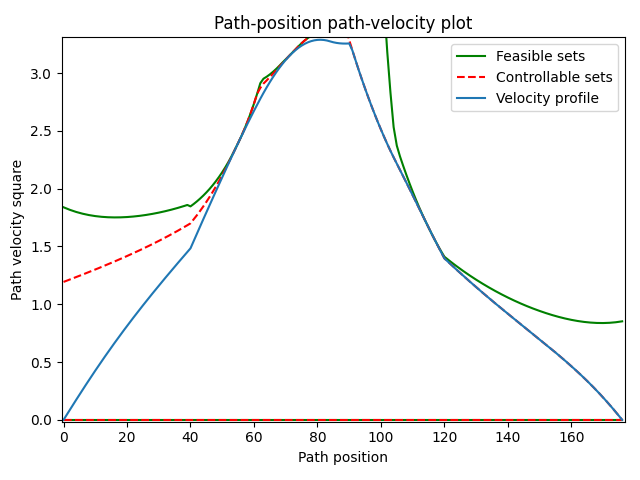 Path-position path-velocity plot
Feasible sets
Controllable sets
Velocity profile
Path velocity square
3.0
2.5
2.0
1.5
1.0
0.5
0.0
0 20 40 60 80 100 120 140 160
Path position